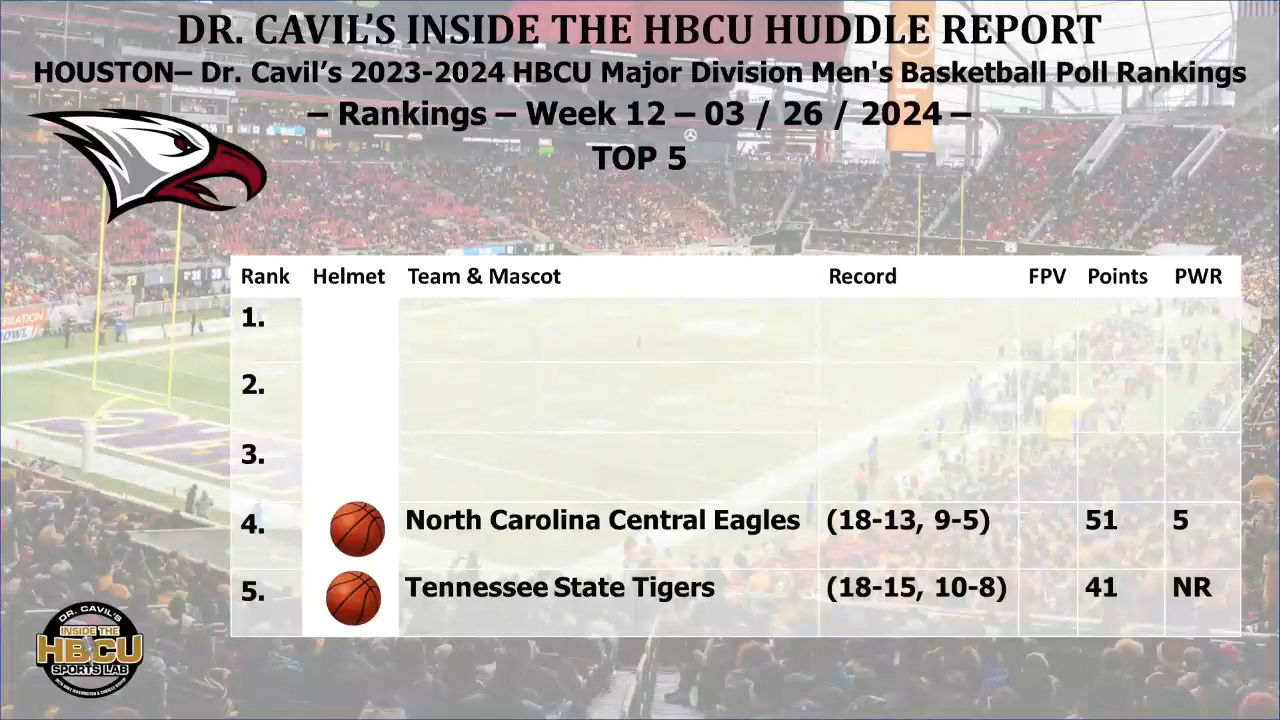 DR. CAVIL’S INSIDE THE HBCU HUDDLE REPORT
HOUSTON– Dr. Cavil’s 2023-2024 HBCU Major Division Men's Basketball Poll Rankings
– Rankings – Week 12 – 03 / 26 / 2024 –
TOP 5
Rank Helmet Team & Mascot Record FPV Points PWR
1.
2.
3.
4. North Carolina Central Eagles (18-13, 9-5) 51 5
5. Tennessee State Tigers (18-15, 10-8) 41 NR
DR. CAVIL'S
INSIDE THE
HBCU
SPORTS LAB